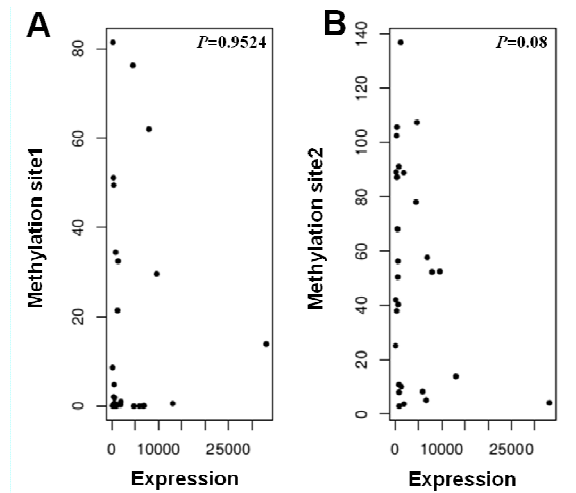 A
P=0.9524
Methylation site1
80
60
40
20
0
0 10000 25000
Expression
B
P=0.08
Methylation site2
140
120
100
80
60
40
20
0
0 10000 25000
Expression